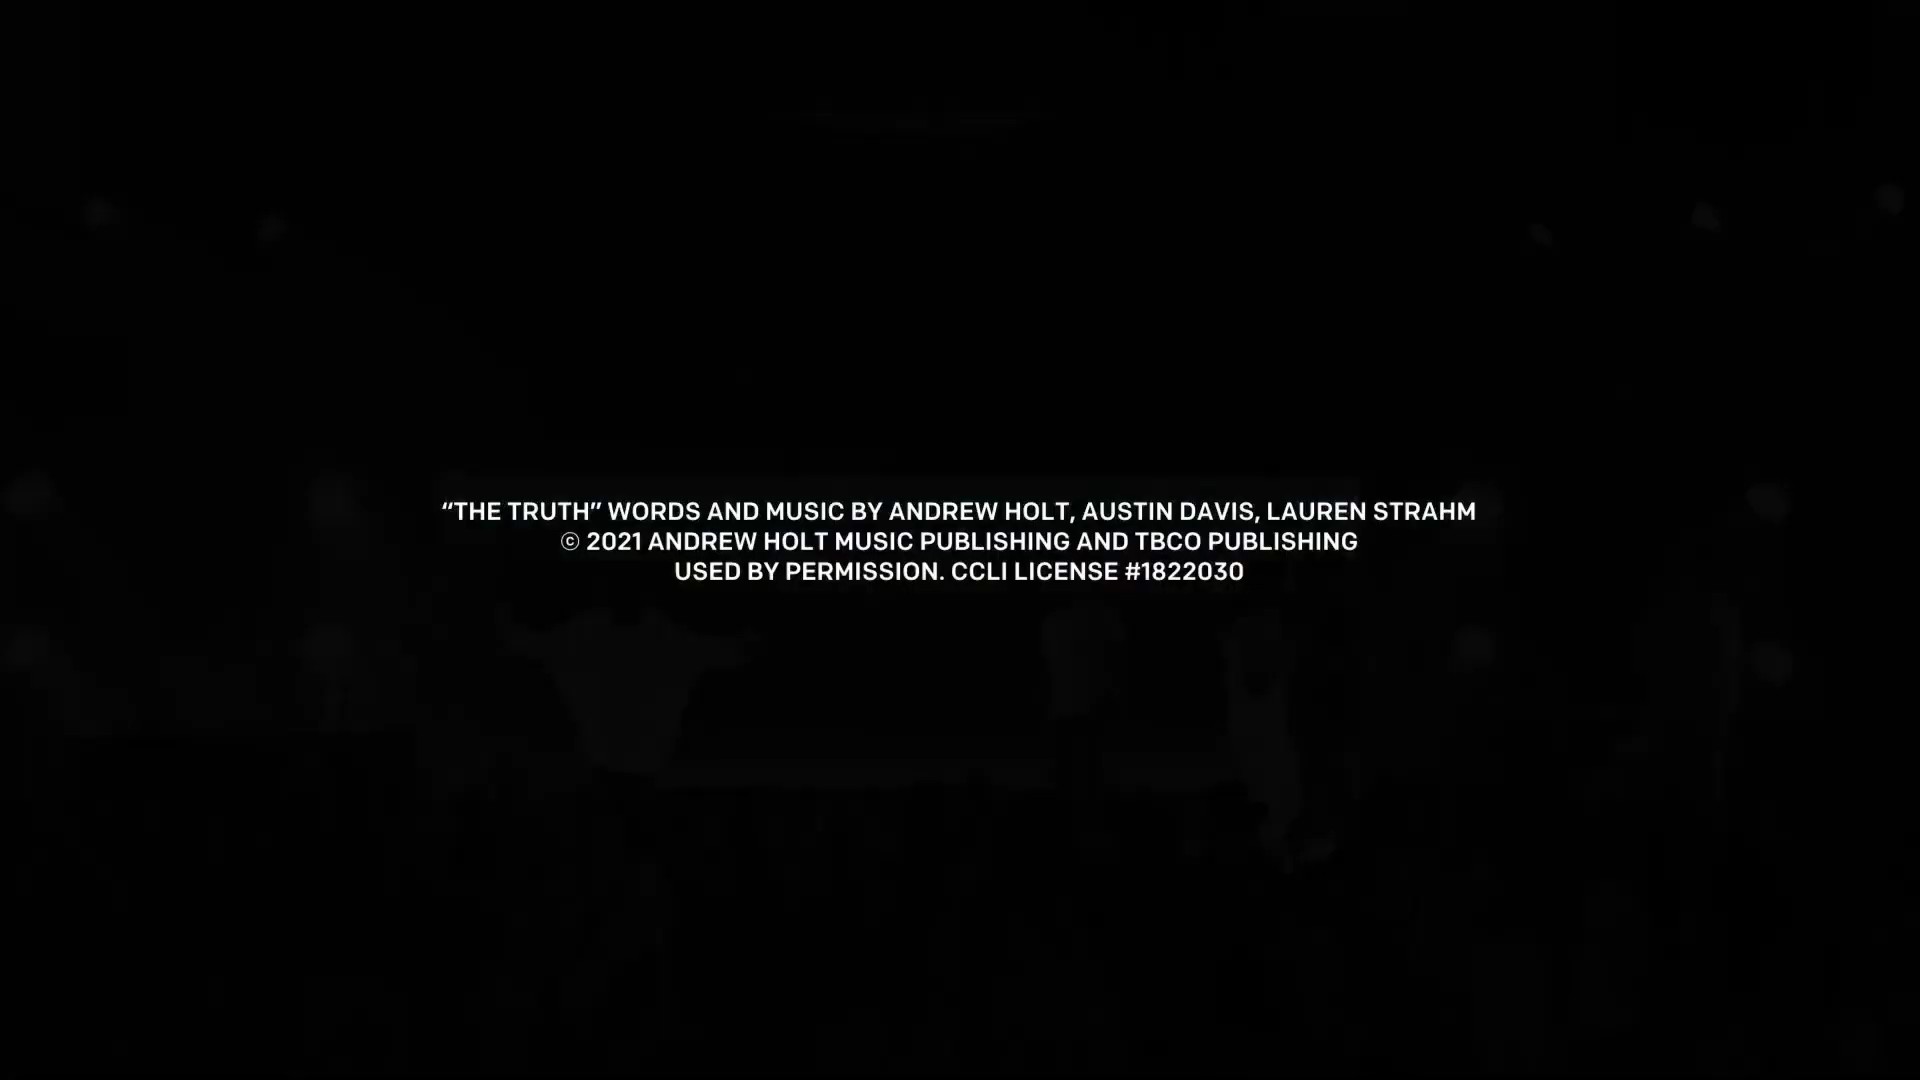 “THE TRUTH” WORDS AND MUSIC BY ANDREW HOLT, AUSTIN DAVIS, LAUREN STRAHM
© 2021 ANDREW HOLT MUSIC PUBLISHING AND TBCO PUBLISHING
USED BY PERMISSION. CCLI LICENSE #1822030